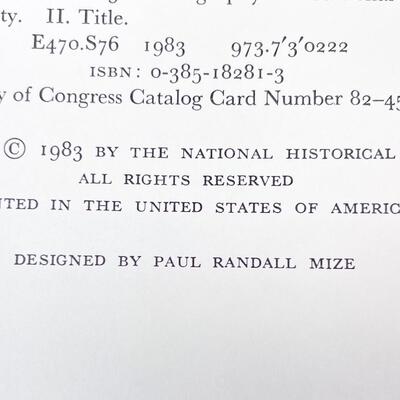 ty. II. Title.
E470.S76 1983 973.7'3'0222
ISBN: 0-385-18281-3
y of Congress Catalog Card Number 82-45
© 1983 BY THE NATIONAL HISTORICAL
ALL RIGHTS RESERVED
NTED IN THE UNITED STATES OF AMERIC
DESIGNED BY PAUL RANDALL MIZE